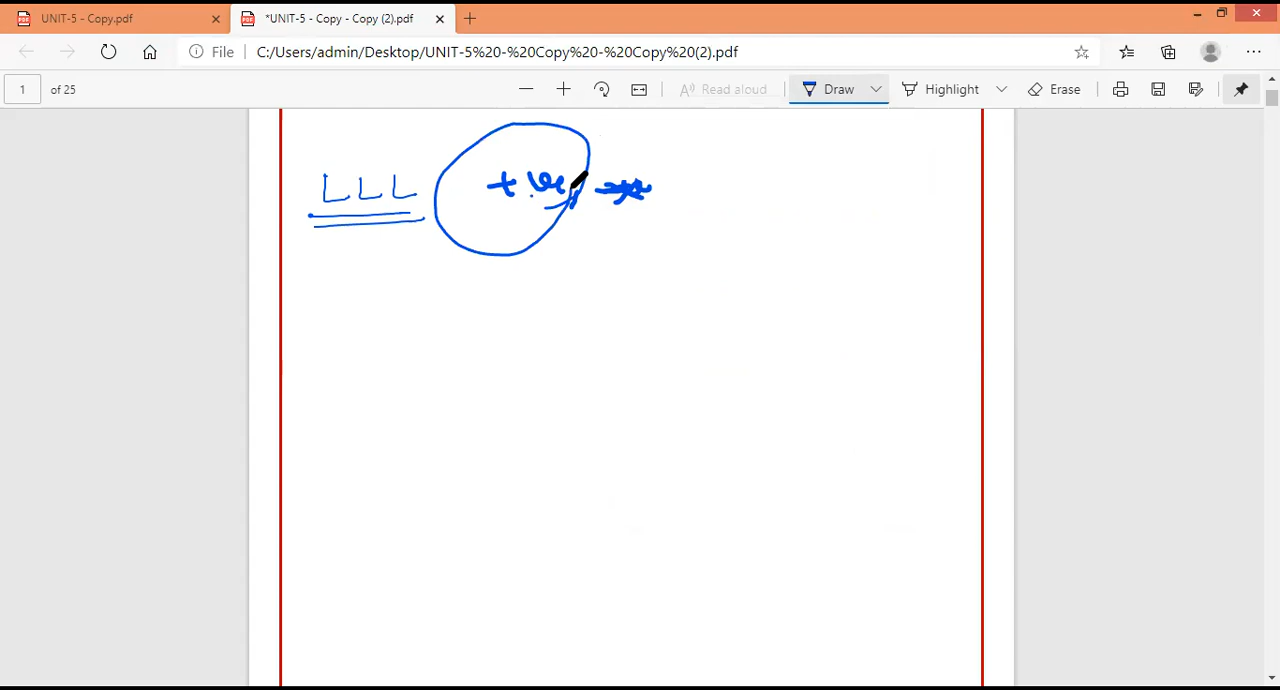 UNIT-5 - Copy.pdf
*UNIT-5 - Copy - Copy (2).pdf
File
C:/Users/admin/Desktop/UNIT-5%20-%20Copy%20-%20Copy%20(2).pdf
1 of 25
Read aloud
Draw
Highlight
Erase
LLL + ve